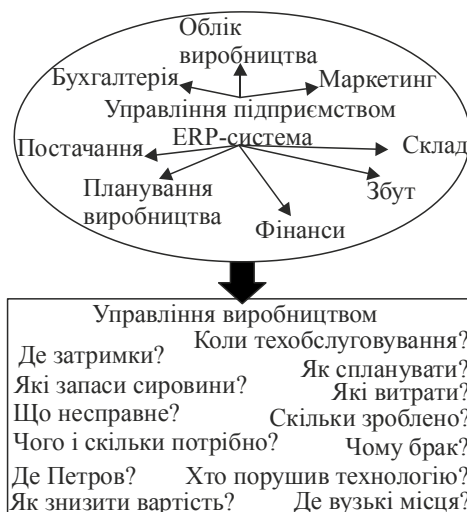 Облік
виробництва
Бухгалтерія
Маркетинг
Управління підприємством
ERP-система
Постачання
Склад
Планування
виробництва
Збут
Фінанси
Управління виробництвом
Коли техобслуговування?
Де затримки?
Як спланувати?
Які запаси сировини?
Які витрати?
Що несправне?
Скільки зроблено?
Чого і скільки потрібно?
Чому брак?
Де Петров?
Хто порушив технологію?
Як знизити вартість?
Де вузькі місця?